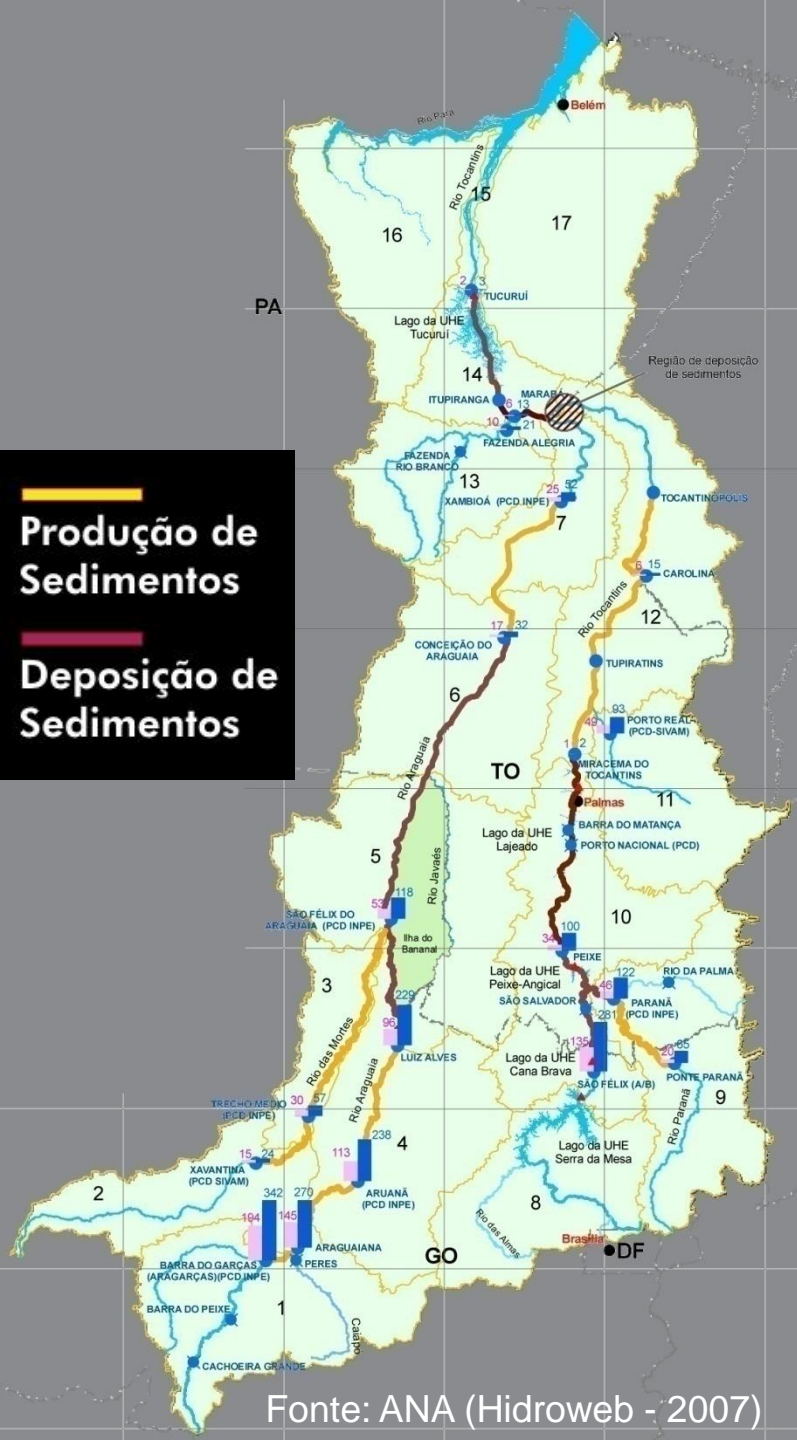 Belém
Rio Pará
Rio Tocantins
15
16
17
2
3
TUCURUÍ
PA
Lago da UHE
Tucuruí
Região de deposição
de sedimentos
14
MARABÁ
ITUPIRANGA
6
13
10
21
FAZENDA ALEGRIA
FAZENDA
RIO BRANCO
13
25
52
XAMBIOÁ (PCD INPE)
7
TOCANTINÓPOLIS
Produção de
Sedimentos
Deposição de
Sedimentos
6
15
CAROLINA
Rio Tocantins
12
17
32
CONCEIÇÃO DO
ARAGUAIA
TUPIRATINS
6
93
49
PORTO REAL
(PCD-SIVAM)
1
2
MIRACEMA DO
TOCANTINS
TO
Rio Araguaia
Palmas
11
Lago da UHE
Lajeado
BARRA DO MATANÇA
PORTO NACIONAL (PCD)
5
Rio Javaés
53
118
SÃO FÉLIX DO
ARAGUAIA (PCD INPE)
Ilha do
Bananal
10
100
34
PEIXE
Lago da UHE
Peixe-Angical
122
46
RIO DA PALMA
PARANÃ
(PCD INPE)
SÃO SALVADOR
3
229
96
LUIZ ALVES
281
135
Lago da UHE
Cana Brava
SÃO FÉLIX (A/B)
65
20
PONTE PARANÃ
9
Rio das Mortes
Rio Araguaia
Rio Paranã
TRECHO MÉDIO
(PCD INPE)
30
57
4
238
113
ARUANÃ
(PCD INPE)
Lago da UHE
Serra da Mesa
15
24
XAVANTINA
(PCD SIVAM)
2
8
Rio das Almas
342
194
270
145
ARAGUAIANA
PERES
BARRA DO GARÇAS
(ARAGARÇAS)(PCD INPE)
GO
Brasília
DF
BARRA DO PEIXE
1
Caiapo
CACHOEIRA GRANDE
Fonte: ANA (Hidroweb - 2007)